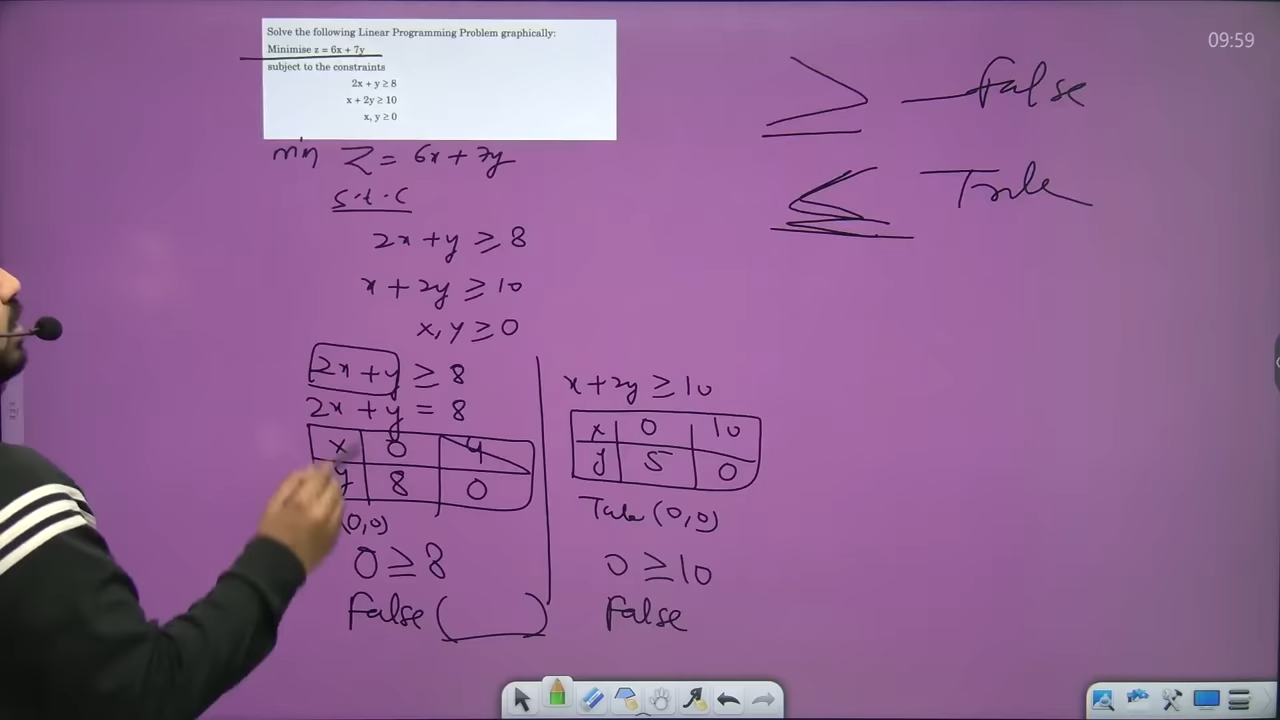 Solve the following Linear Programming Problem graphically:
Minimise z = 6x + 7y
subject to the constraints
2x + y ≥ 8
x + 2y ≥ 10
x, y ≥ 0
09:59
≥ — False
≤ True
min Z = 6x + 7y
s.t.c
2x + y ≥ 8
x + 2y ≥ 10
x, y ≥ 0
2x + y ≥ 8
2x + y = 8
x 0 4
y 8 0
(0,0)
0 ≥ 8
False ( )
x + 2y ≥ 10
x 0 10
y 5 0
Take (0,0)
0 ≥ 10
False